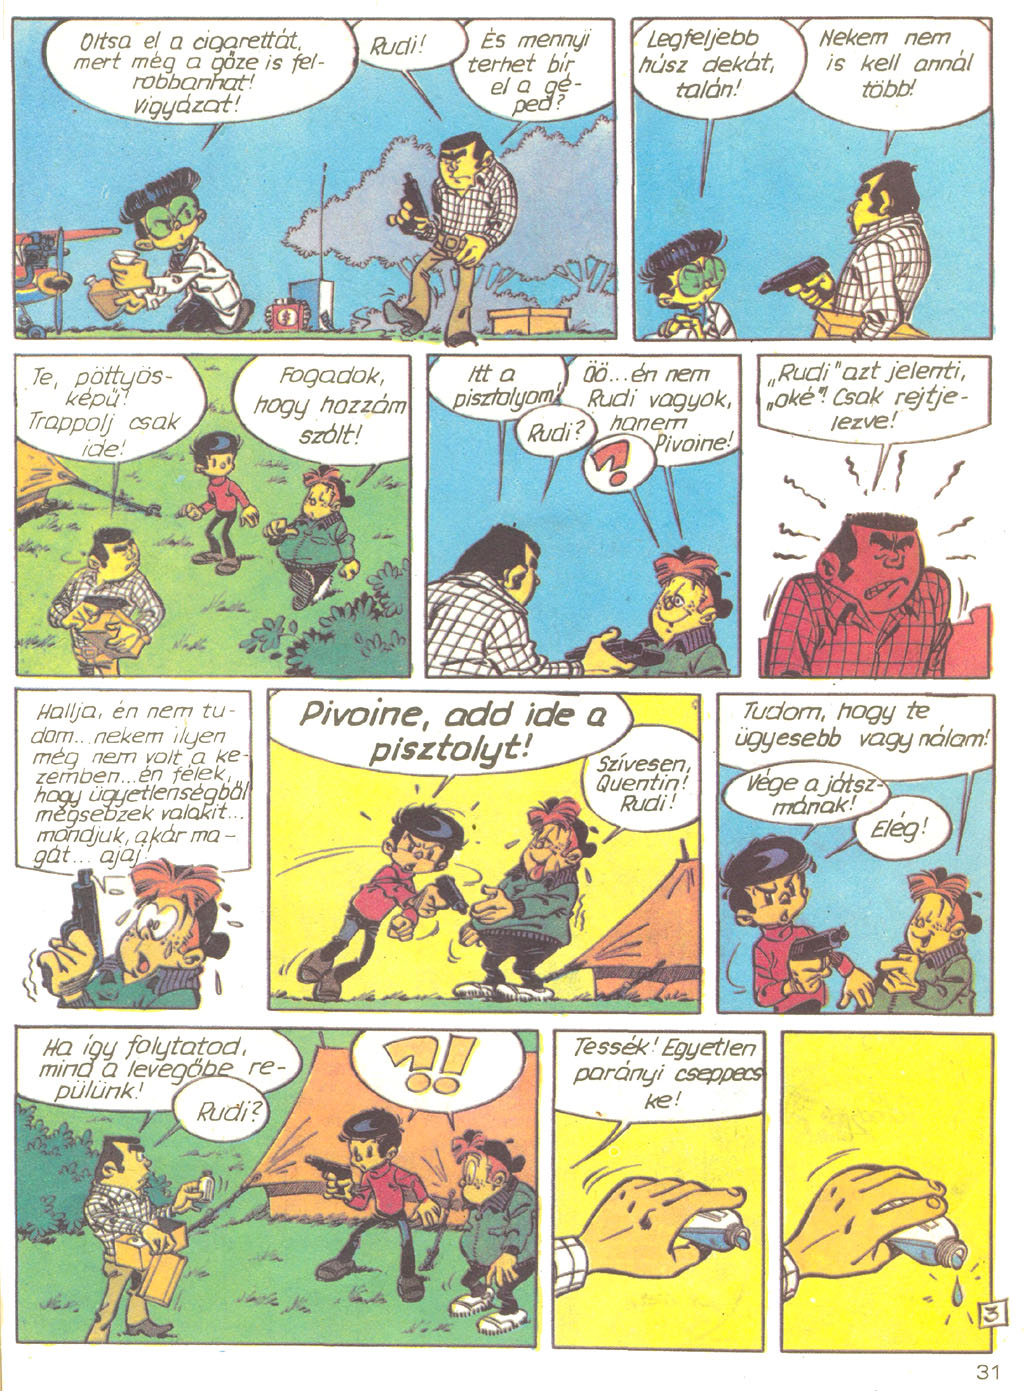 Oltsa el a cigarettát,
mert még a gőze is fel-
robbanhat!
Vigyázat!
Rudi!
És mennyi
terhet bír
el a gé-
ped?
Legfeljebb
húsz dekát,
talán!
Nekem nem
is kell annál
több!
Te, pöttyös-
képű!
Trappolj csak
ide!
Fogadok,
hogy hozzám
szólt!
Itt a
pisztolyom!
Rudi?
Öö...én nem
Rudi vagyok,
hanem
Pivoine!
?!
„Rudi" azt jelenti,
„oké"! Csak rejtje-
lezve!
Hallja, én nem tu-
dom...nekem ilyen
még nem volt a ke-
zemben...én félek,
hogy ügyetlenségből
megsebzek valakit...
mondjuk, akár ma-
gát... ajaj!
Pivoine, add ide a
pisztolyt!
Szívesen,
Quentin!
Rudi!
Tudom, hogy te
ügyesebb vagy nálam!
Vége a játsz-
mának!
Elég!
Ha így folytatod,
mind a levegőbe re-
pülünk!
Rudi?
?!
Tessék! Egyetlen
parányi cseppecs-
ke!
3
31